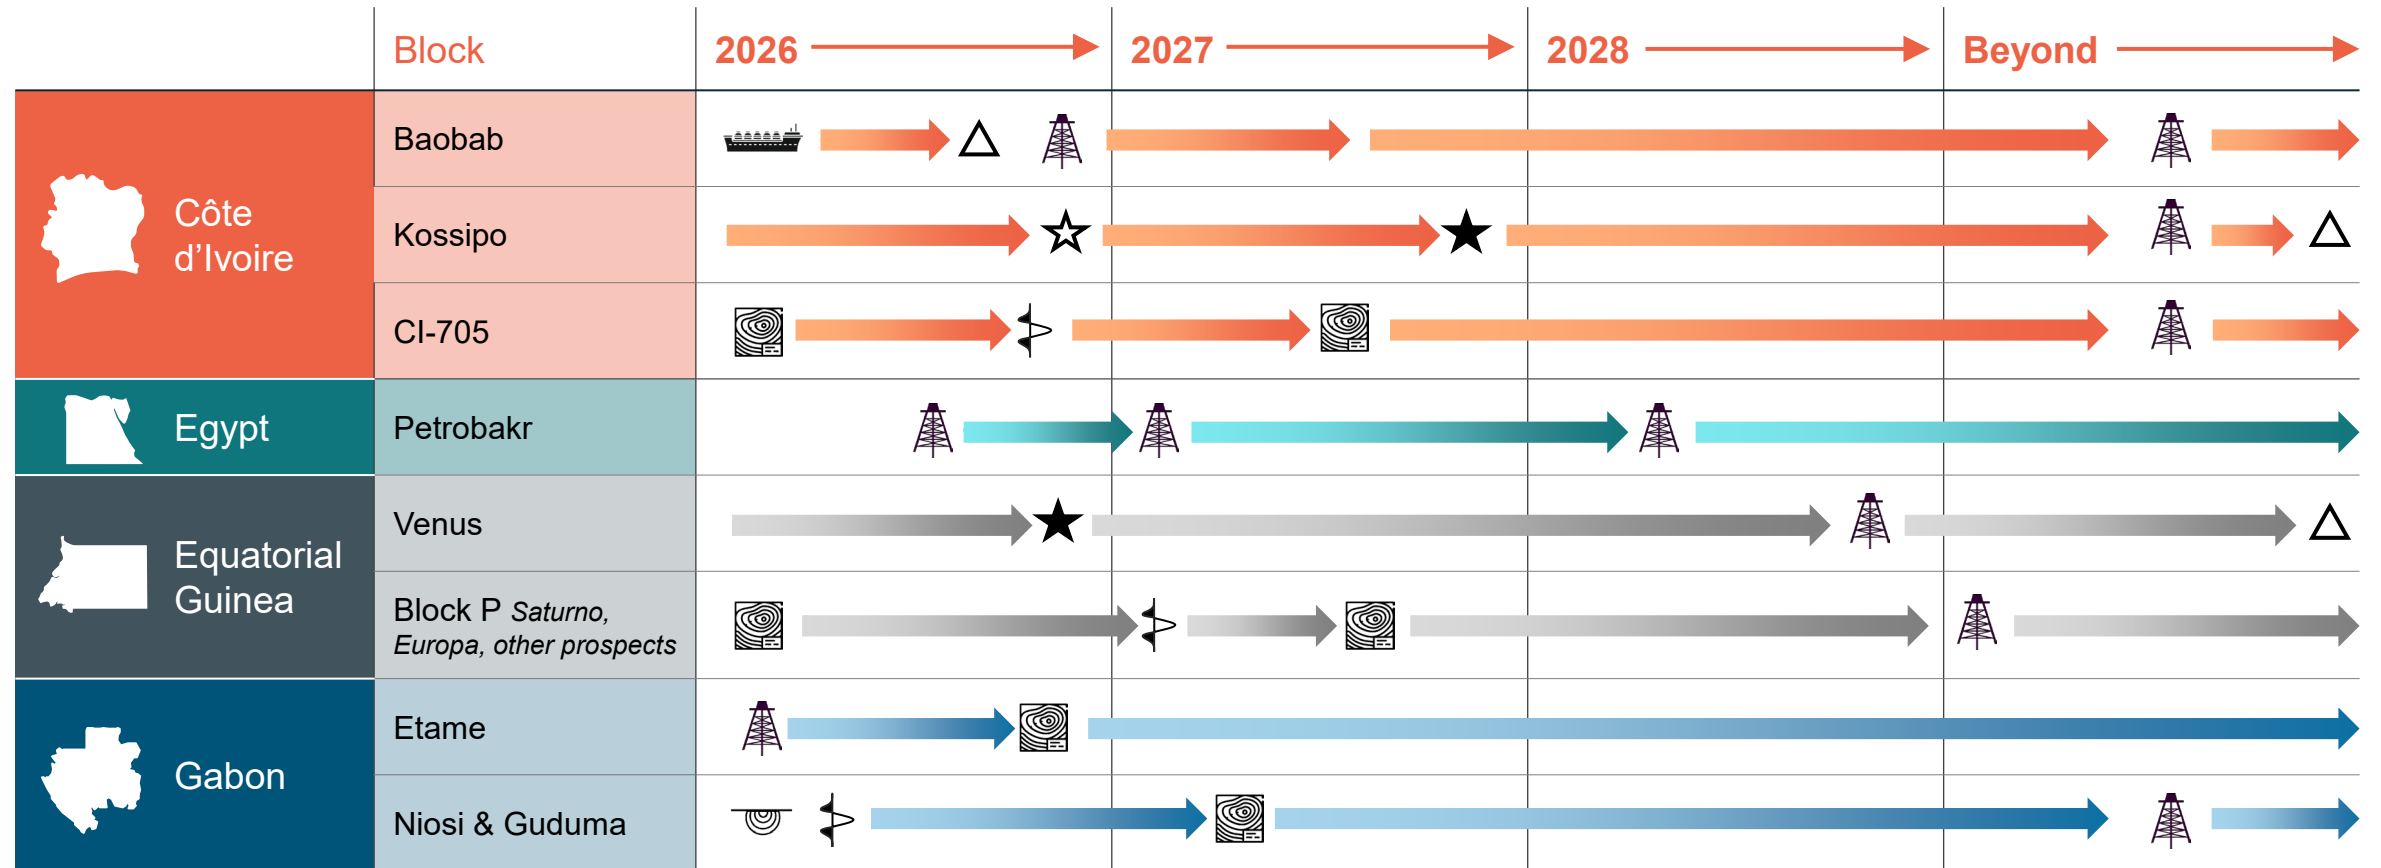 Block
2026
2027
2028
Beyond
Côte
d’Ivoire
Baobab
Kossipo
CI-705
Egypt
Petrobakr
Equatorial
Guinea
Venus
Block P Saturno,
Europa, other prospects
Gabon
Etame
Niosi & Guduma